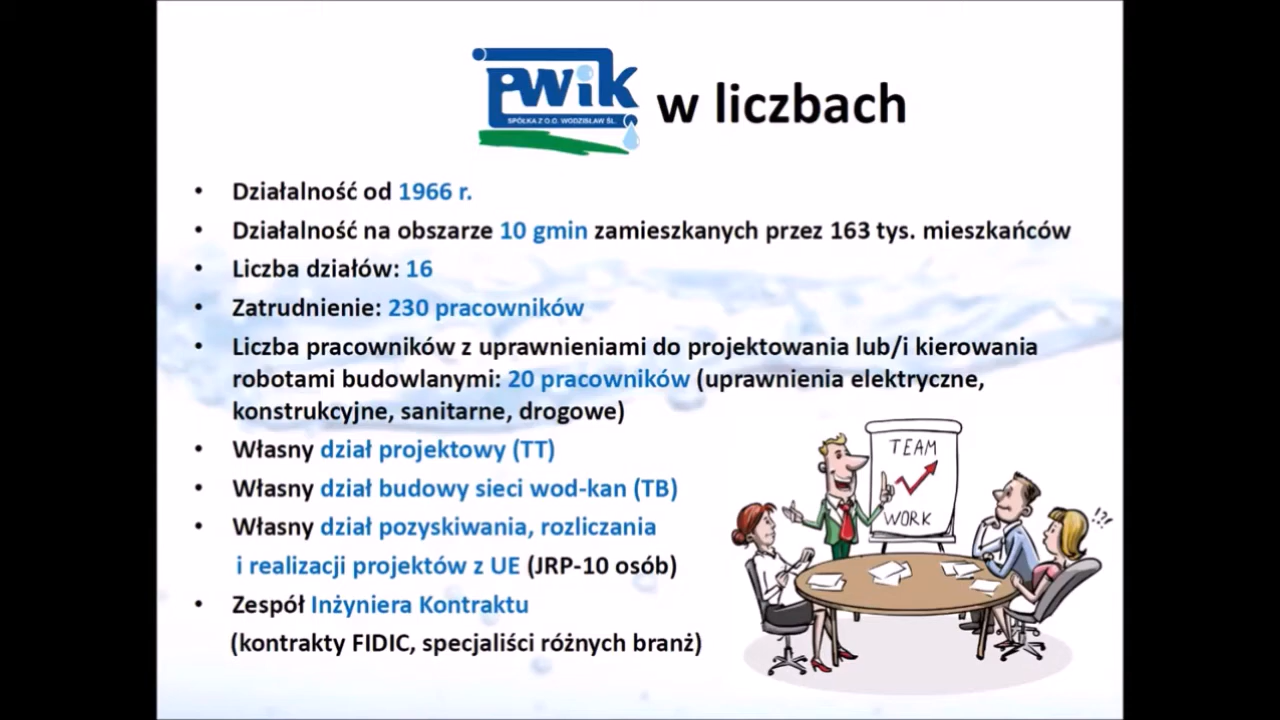 PWiK w liczbach
SPÓŁKA Z O.O. WODZISŁAW ŚL.
• Działalność od 1966 r.
• Działalność na obszarze 10 gmin zamieszkanych przez 163 tys. mieszkańców
• Liczba działów: 16
• Zatrudnienie: 230 pracowników
• Liczba pracowników z uprawnieniami do projektowania lub/i kierowania
robotami budowlanymi: 20 pracowników (uprawnienia elektryczne,
konstrukcyjne, sanitarne, drogowe)
• Własny dział projektowy (TT)
• Własny dział budowy sieci wod-kan (TB)
• Własny dział pozyskiwania, rozliczania
i realizacji projektów z UE (JRP-10 osób)
• Zespół Inżyniera Kontraktu
(kontrakty FIDIC, specjaliści różnych branż)
TEAM
WORK
!?!